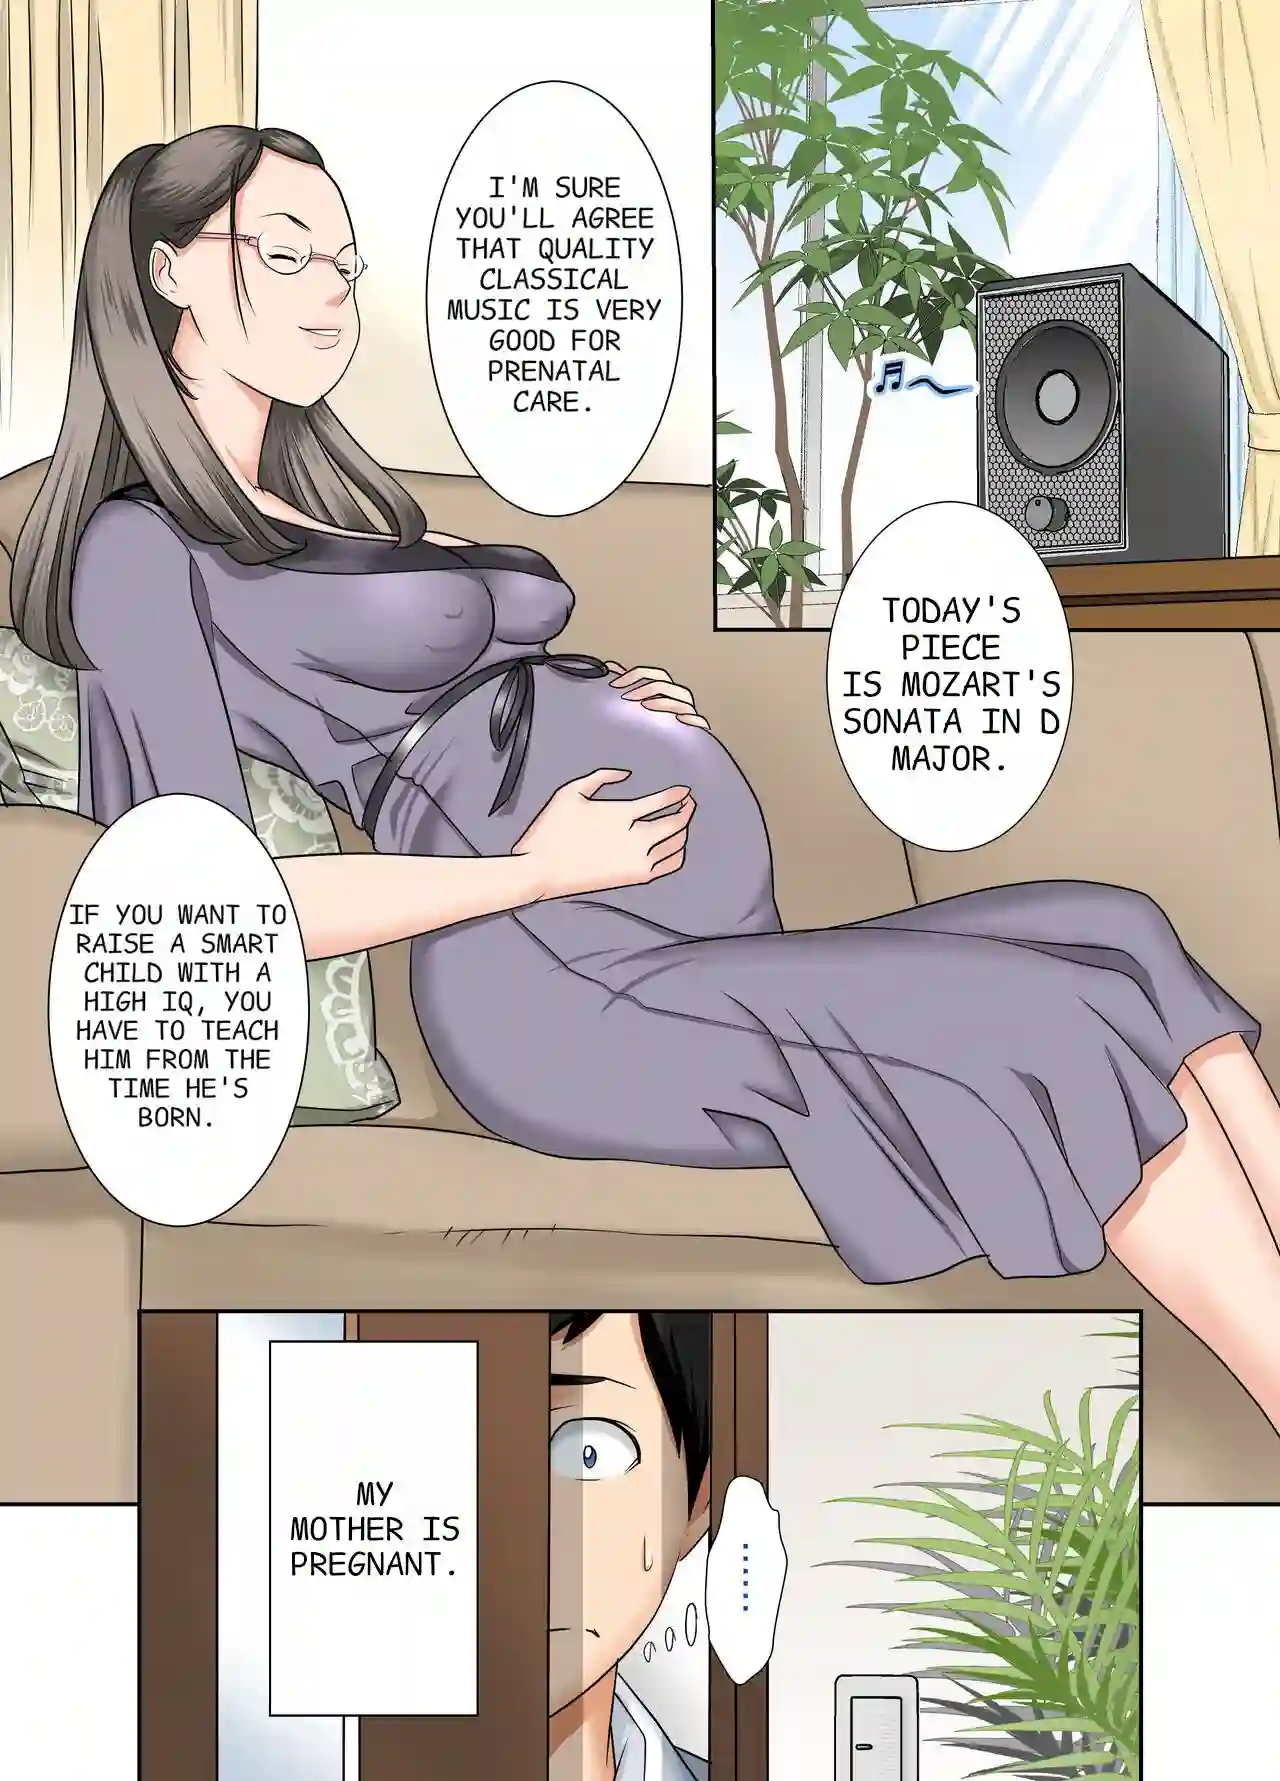 I'M SURE
YOU'LL AGREE
THAT QUALITY
CLASSICAL
MUSIC IS VERY
GOOD FOR
PRENATAL
CARE.
TODAY'S
PIECE
IS MOZART'S
SONATA IN D
MAJOR.
IF YOU WANT TO
RAISE A SMART
CHILD WITH A
HIGH IQ, YOU
HAVE TO TEACH
HIM FROM THE
TIME HE'S
BORN.
MY
MOTHER IS
PREGNANT.
.......